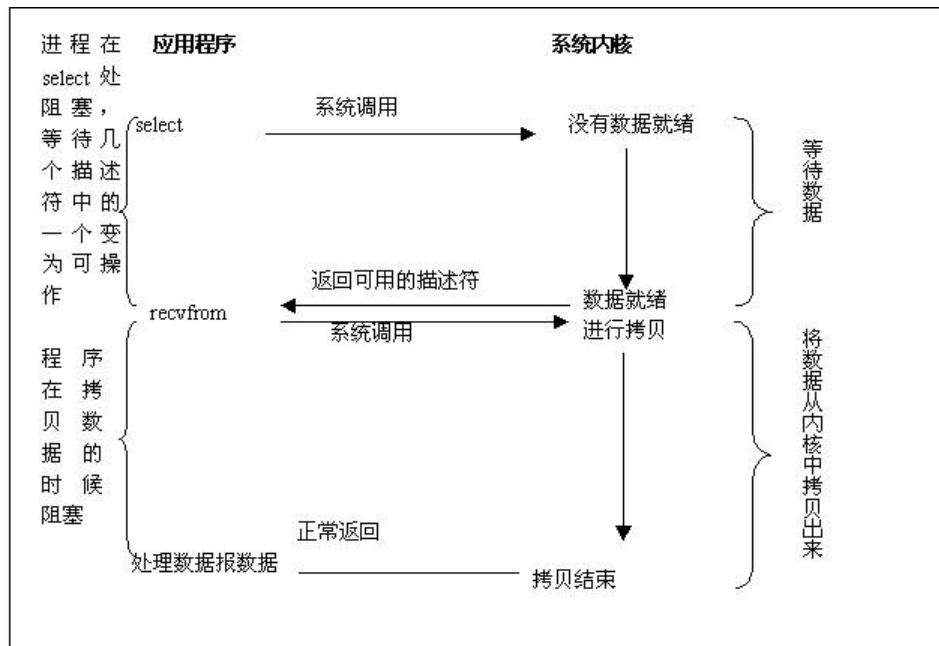 进程在
select处
阻塞，
等待几
个描述
符中的
一个变
为可操
作
应用程序
系统内核
select
系统调用
没有数据就绪
等待数据
返回可用的描述符
数据就绪
recvfrom
系统调用
进行拷贝
程序
在拷
贝数
据的
时候
阻塞
将数据从内核中拷贝出来
正常返回
处理数据报数据
拷贝结束